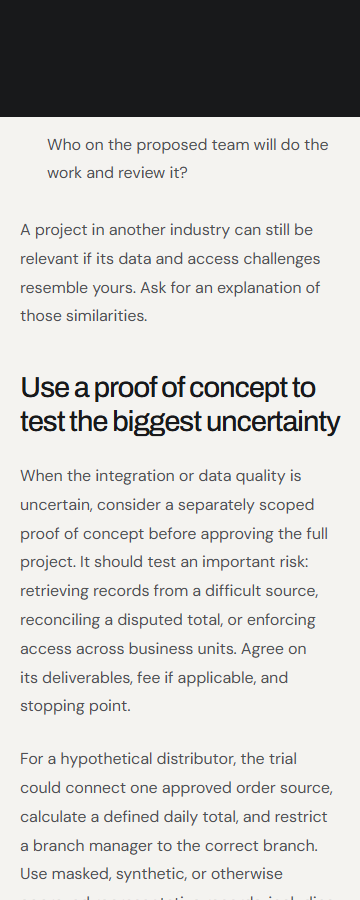 Who on the proposed team will do the
work and review it?
A project in another industry can still be
relevant if its data and access challenges
resemble yours. Ask for an explanation of
those similarities.
Use a proof of concept to
test the biggest uncertainty
When the integration or data quality is
uncertain, consider a separately scoped
proof of concept before approving the full
project. It should test an important risk:
retrieving records from a difficult source,
reconciling a disputed total, or enforcing
access across business units. Agree on
its deliverables, fee if applicable, and
stopping point.
For a hypothetical distributor, the trial
could connect one approved order source,
calculate a defined daily total, and restrict
a branch manager to the correct branch.
Use masked, synthetic, or otherwise